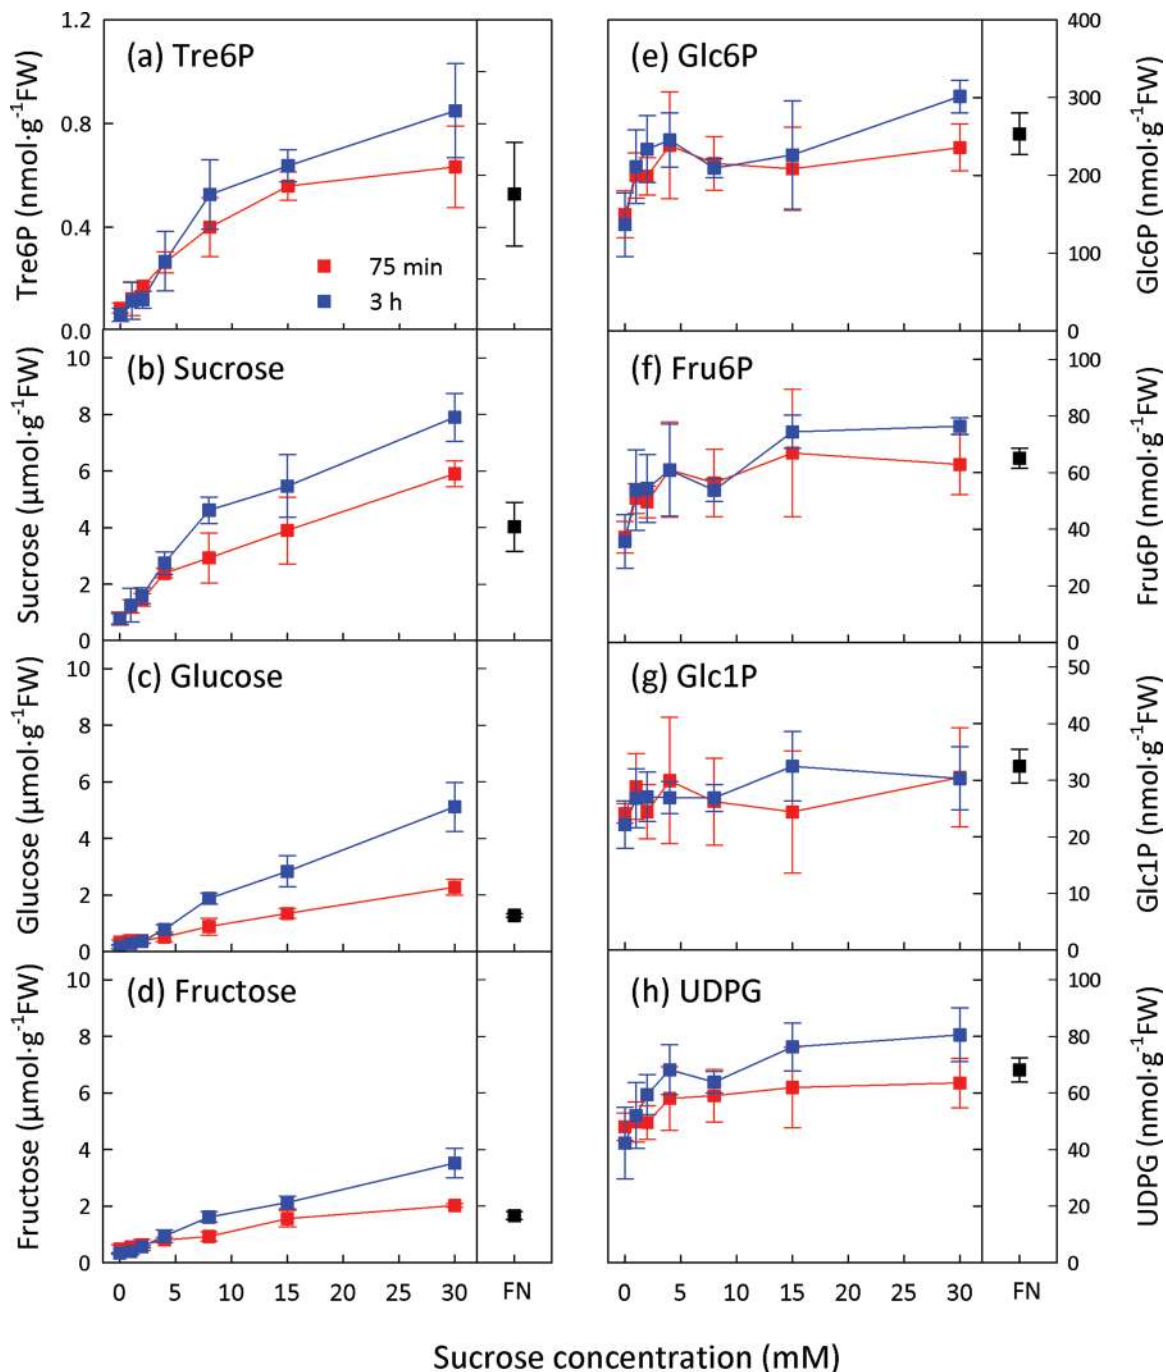 (a) Tre6P
Tre6P (nmol·g⁻¹FW)
1.2
0.8
0.4
0.0
75 min
3 h
(b) Sucrose
Sucrose (µmol·g⁻¹FW)
10
8
6
4
2
0
(c) Glucose
Glucose (µmol·g⁻¹FW)
10
8
6
4
2
0
(d) Fructose
Fructose (µmol·g⁻¹FW)
10
8
6
4
2
0
0 5 10 15 20 25 30 FN
(e) Glc6P
Glc6P (nmol·g⁻¹FW)
400
300
200
100
0
(f) Fru6P
Fru6P (nmol·g⁻¹FW)
100
80
60
40
20
0
(g) Glc1P
Glc1P (nmol·g⁻¹FW)
50
40
30
20
10
0
(h) UDPG
UDPG (nmol·g⁻¹FW)
100
80
60
40
20
0
0 5 10 15 20 25 30 FN
Sucrose concentration (mM)